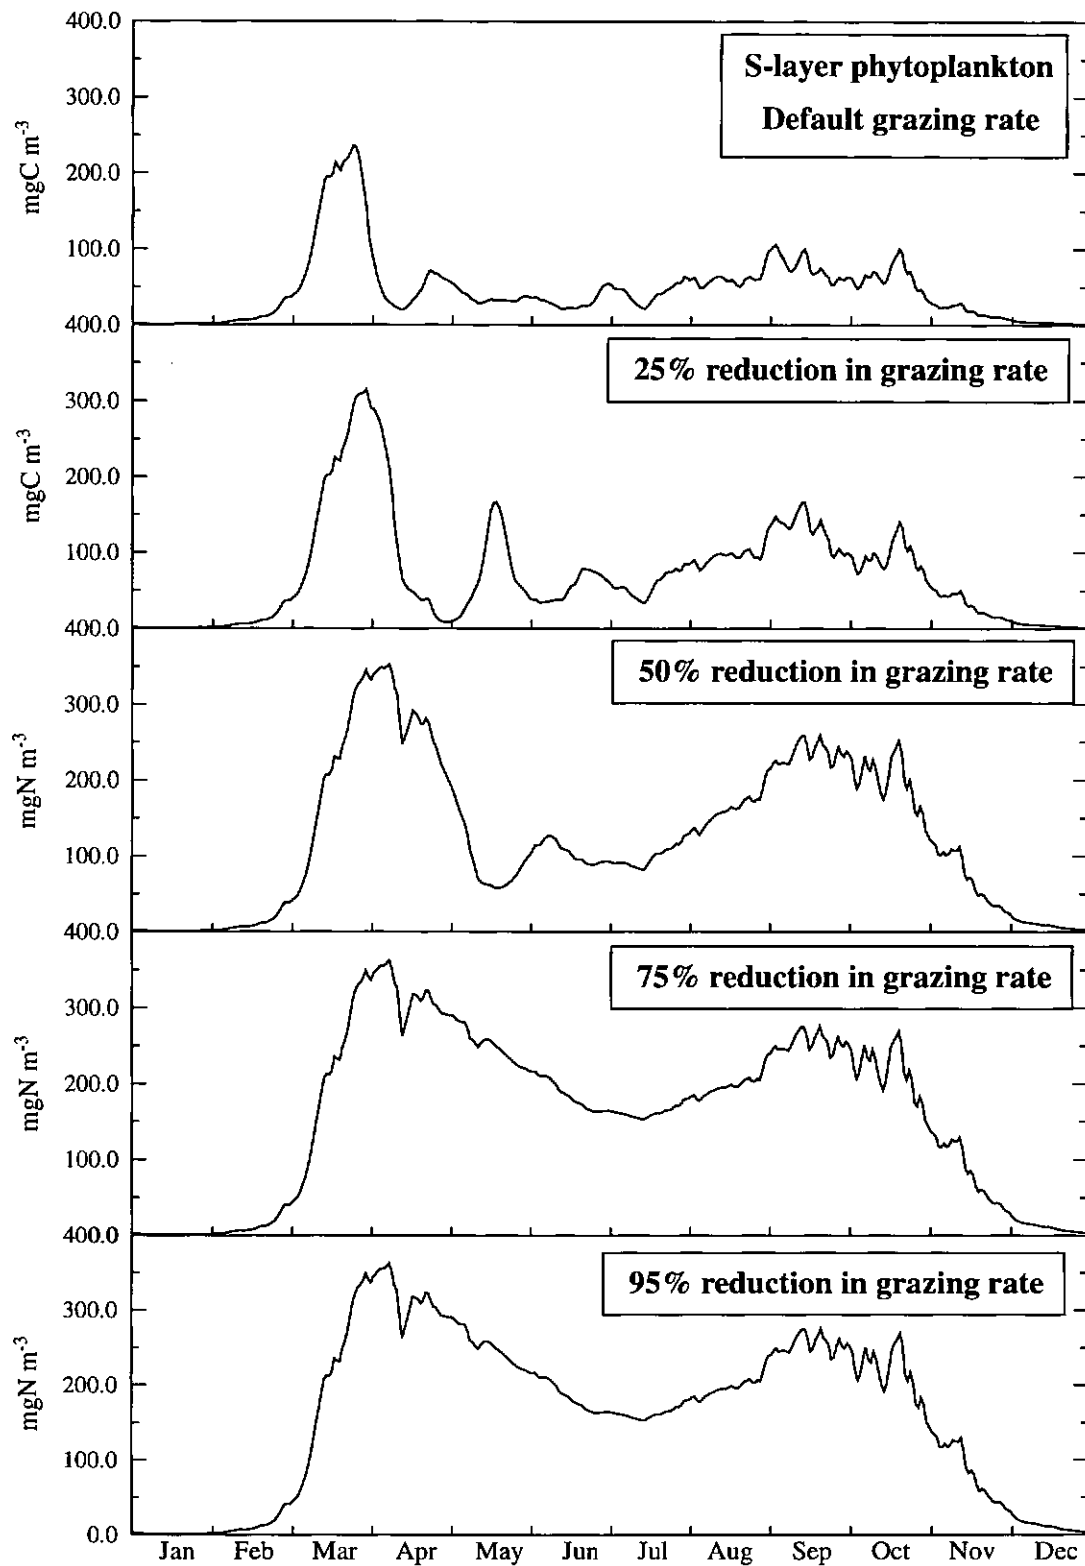 400.0
S-layer phytoplankton
Default grazing rate
300.0
mgC m-3
200.0
100.0
400.0
25% reduction in grazing rate
300.0
mgC m-3
200.0
100.0
400.0
50% reduction in grazing rate
300.0
mgN m-3
200.0
100.0
400.0
75% reduction in grazing rate
300.0
mgN m-3
200.0
100.0
400.0
95% reduction in grazing rate
300.0
mgN m-3
200.0
100.0
0.0
Jan Feb Mar Apr May Jun Jul Aug Sep Oct Nov Dec